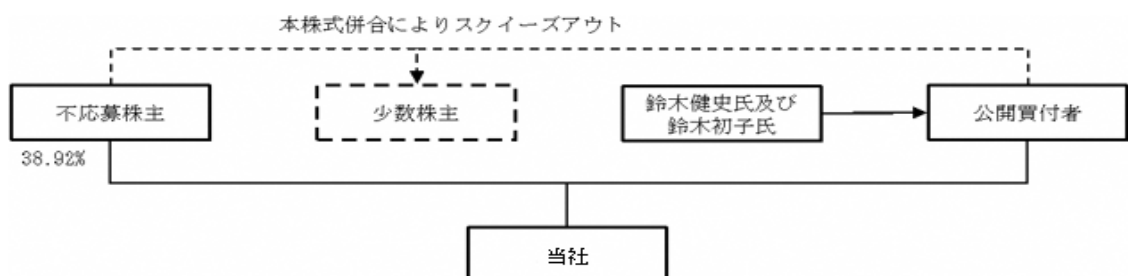 本株式併合によりスクイーズアウト
不応募株主
少数株主
鈴木健史氏及び
鈴木初子氏
公開買付者
38.92%
当社